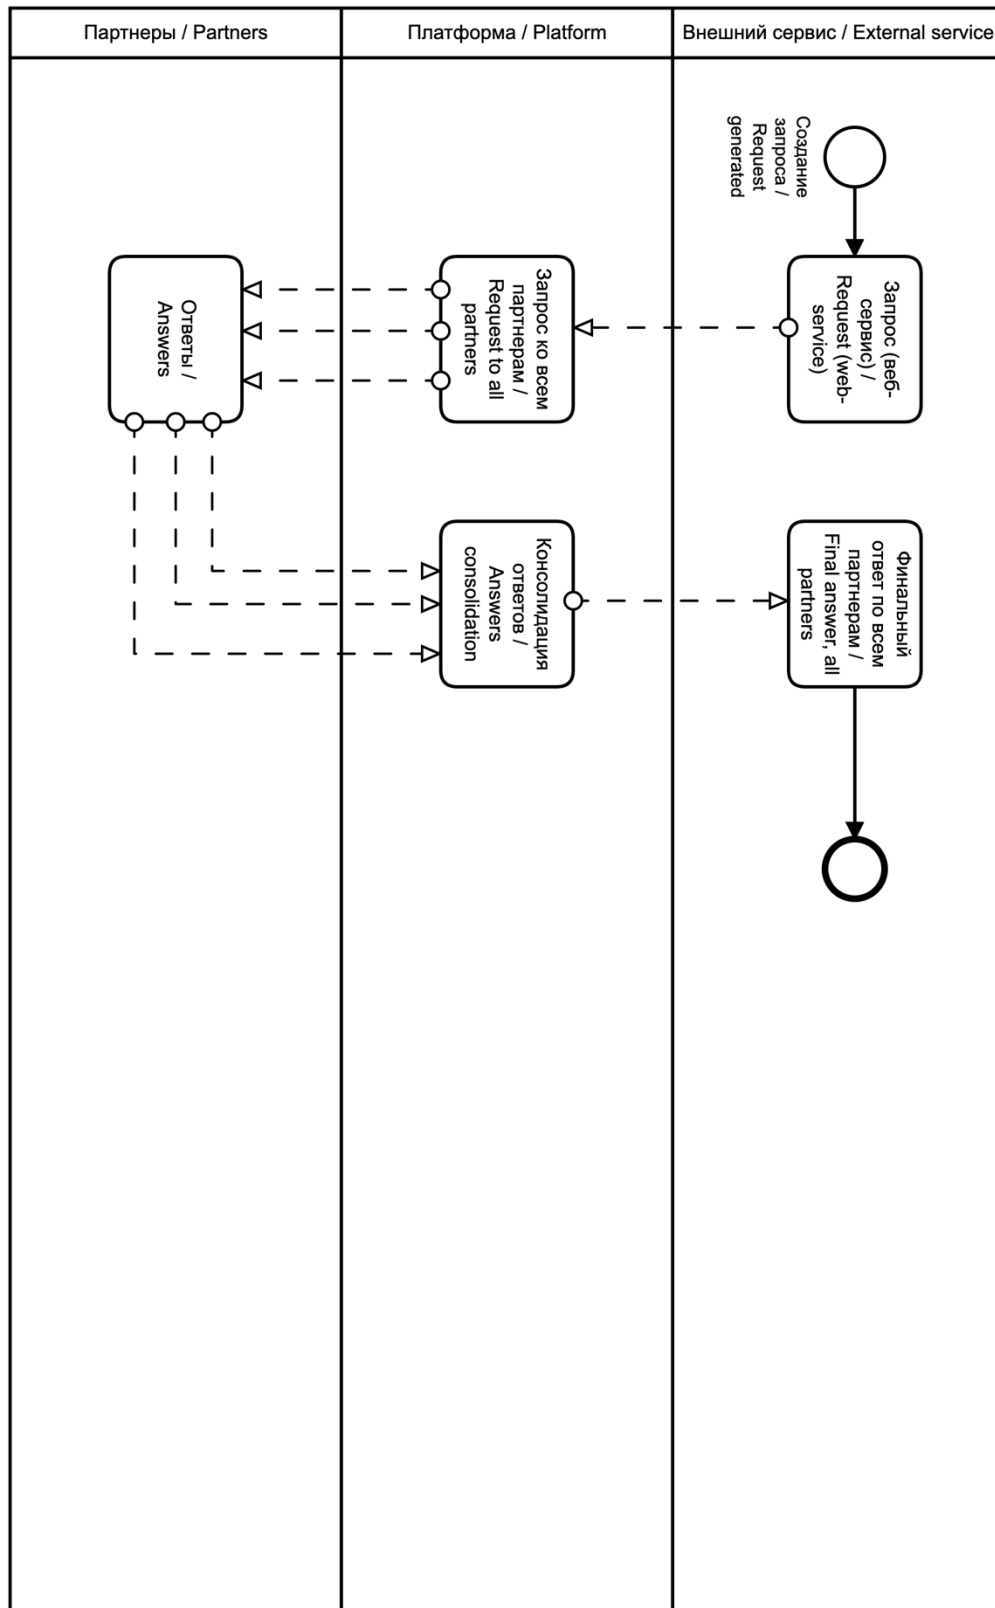 Партнеры / Partners
Платформа / Platform
Внешний сервис / External service
Создание
запроса /
Request
generated
Запрос (веб-
сервис) /
Request (web-
service)
Запрос ко всем
партнерам /
Request to all
partners
Ответы /
Answers
Консолидация
ответов /
Answers
consolidation
Финальный
ответ по всем
партнерам /
Final answer, all
partners